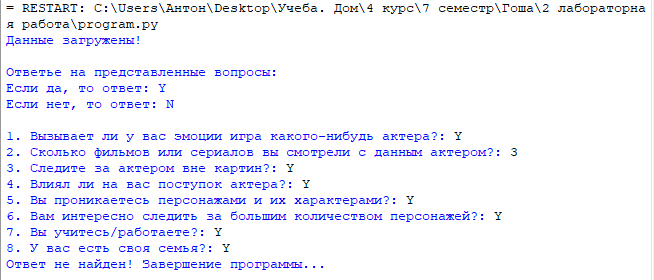 = RESTART: C:\Users\Антон\Desktop\Учеба. Дом\4 курс\7 семестр\Гоша\2 лабораторна
я работа\program.py
Данные загружены!
Ответье на представленные вопросы:
Если да, то ответ: Y
Если нет, то ответ: N
1. Вызывает ли у вас эмоции игра какого-нибудь актера?: Y
2. Сколько фильмов или сериалов вы смотрели с данным актером?: 3
3. Следите за актером вне картин?: Y
4. Влиял ли на вас поступок актера?: Y
5. Вы проникаетесь персонажами и их характерами?: Y
6. Вам интересно следить за большим количеством персонажей?: Y
7. Вы учитесь/работаете?: Y
8. У вас есть своя семья?: Y
Ответ не найден! Завершение программы...